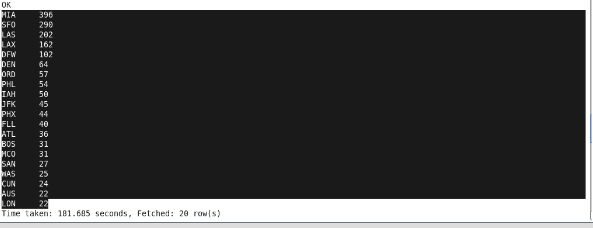 OK
MIA 396
SFO 290
LAS 202
LAX 162
DFW 102
DEN 64
ORD 57
PHL 54
IAH 50
JFK 45
PHX 44
FLL 40
ATL 36
BOS 31
MCO 31
SAN 27
WAS 25
CUN 24
AUS 22
LON 22
Time taken: 181.685 seconds, Fetched: 20 row(s)